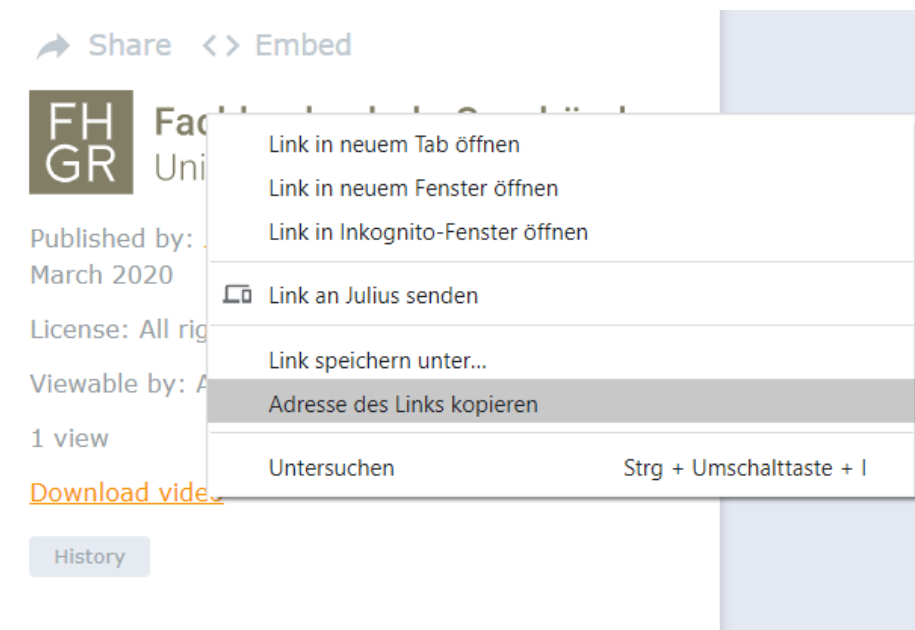 Share <> Embed
FH
GR
Uni
Published by:
March 2020
License: All
Viewable by:
1 view
Download
History
Link in neuem Tab öffnen
Link in neuem Fenster öffnen
Link in Inkognito-Fenster öffnen
Link an Julius senden
Link speichern unter...
Adresse des Links kopieren
Untersuchen Strg + Umschalttaste + I